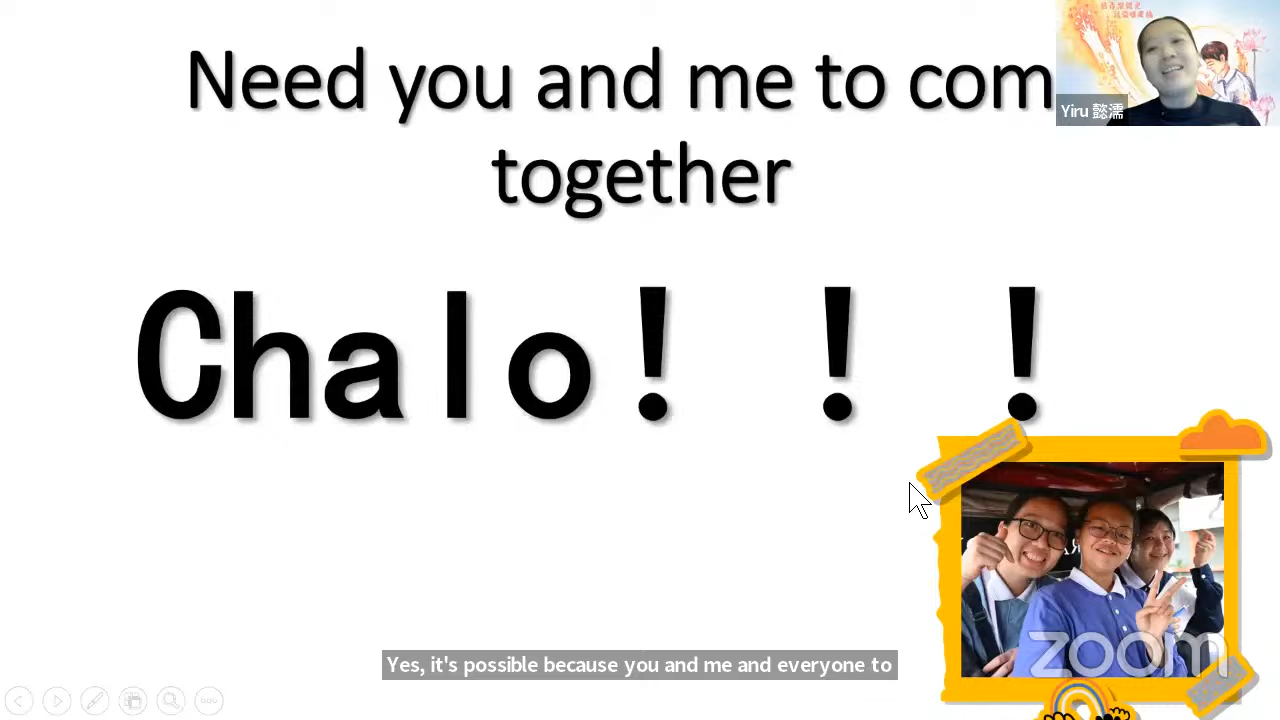 Need you and me to com
together
Chalo！！！
Yiru 懿濡
Yes, it's possible because you and me and everyone to
zoom